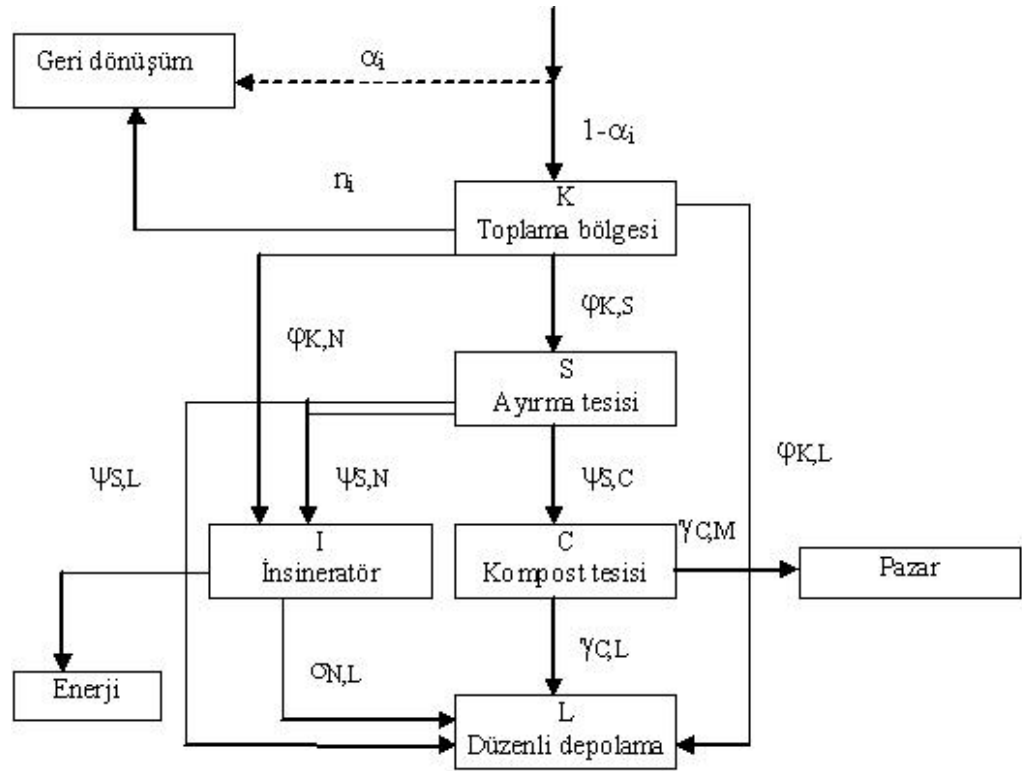 Geri dönüşüm
αi
1-αi
ni
K
Toplama bölgesi
φK,S
φK,N
S
Ayırma tesisi
φK,L
ψS,L
ψS,N
ψS,C
γC,M
I
İnsineratör
C
Kompost tesisi
Pazar
γC,L
Enerji
σN,L
L
Düzenli depolama